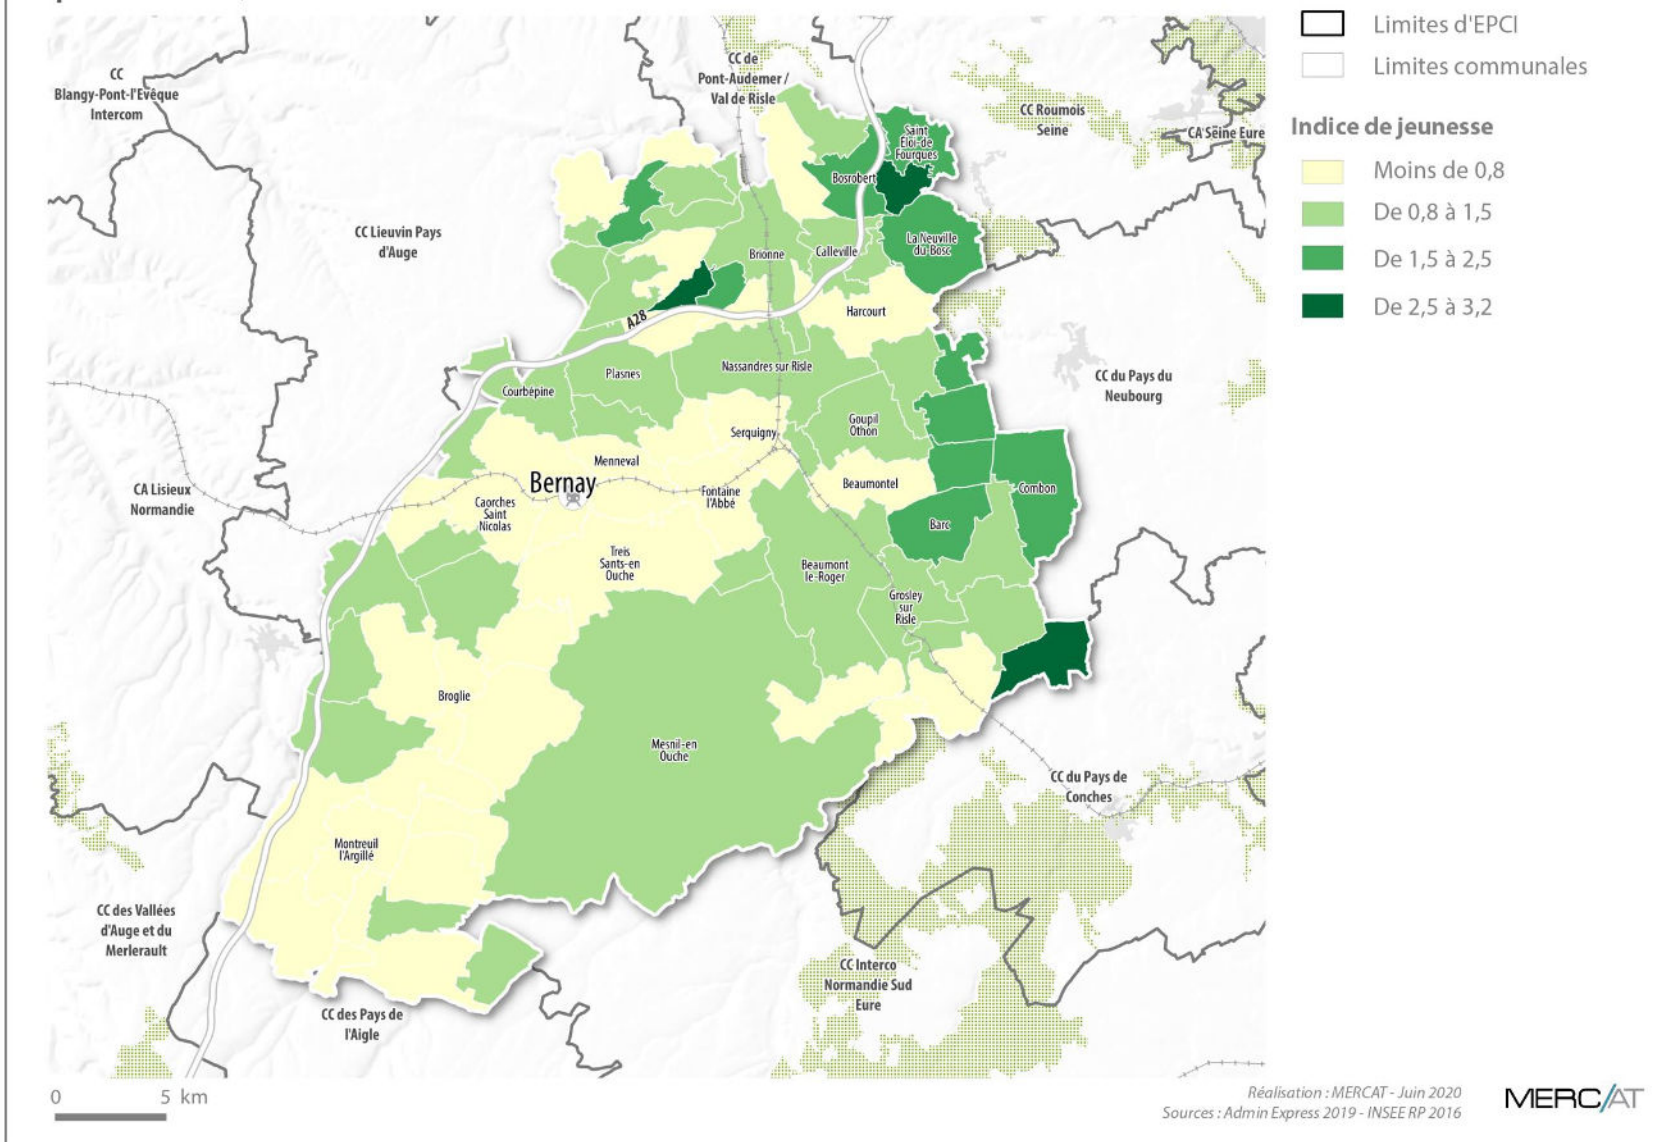 CC
Blangy-Pont-l'Evêque
Intercom
CC de
Pont-Audemer /
Val de Risle
CC Roumois
Seine
CA Seine Eure
Saint
Eloi-de
Fourques
Bosrobert
CC Lieuvin Pays
d'Auge
La Neuville
du-Bosc
Brionne
Calleville
Harcourt
A28
Nassandres sur Risle
Plasnes
Courbépine
CC du Pays du
Neubourg
Goupil
Othon
Serquigny
Menneval
Bernay
Beaumontel
Combon
Fontaine
l'Abbé
CA Lisieux
Normandie
Caorches
Saint
Nicolas
Barc
Treis
Sants-en
Ouche
Beaumont
le-Roger
Grosley
sur
Risle
Broglie
Mesnil-en
Ouche
CC du Pays de
Conches
Montreuil
l'Argillé
CC des Vallées
d'Auge et du
Merlerault
CC Interco
Normandie Sud
Eure
CC des Pays de
l'Aigle
Limites d'EPCI
Limites communales
Indice de jeunesse
Moins de 0,8
De 0,8 à 1,5
De 1,5 à 2,5
De 2,5 à 3,2
0 5 km
Réalisation : MERCAT - Juin 2020
Sources : Admin Express 2019 - INSEE RP 2016
MERC/AT